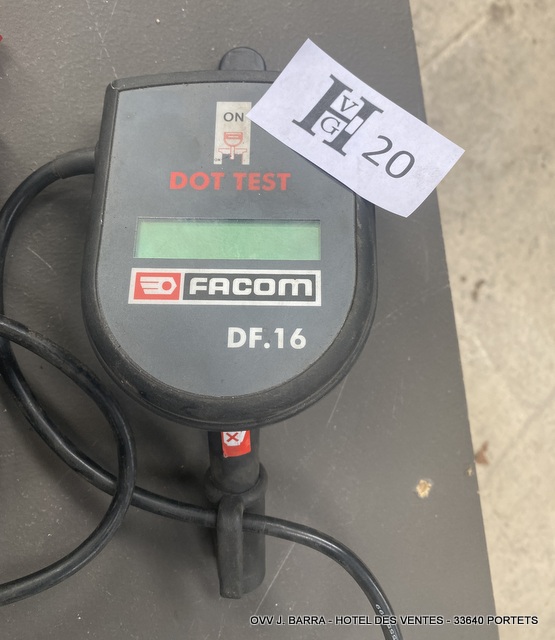 ON
HVG 20
DOT TEST
FACOM
DF.16
OVV J. BARRA - HOTEL DES VENTES - 33640 PORTETS